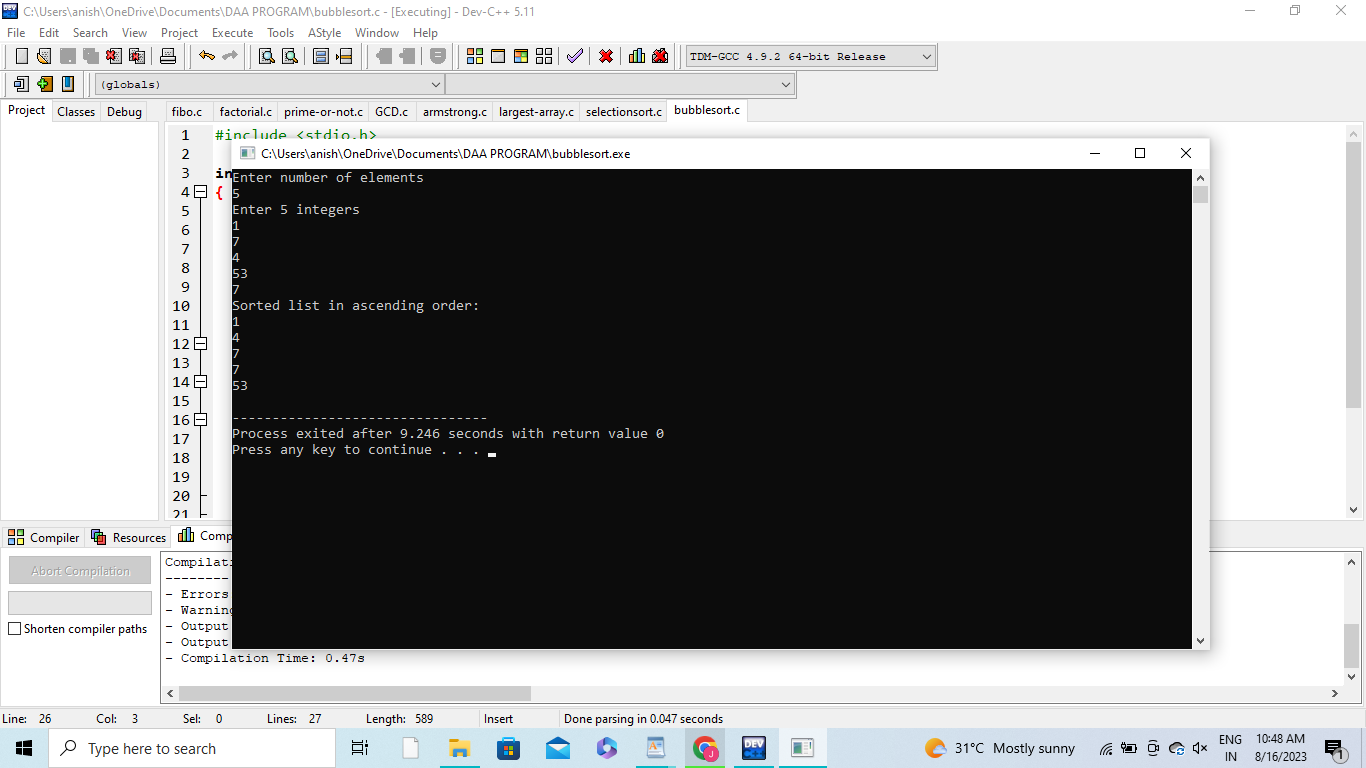 C:\Users\anish\OneDrive\Documents\DAA PROGRAM\bubblesort.c - [Executing] - Dev-C++ 5.11
File Edit Search View Project Execute Tools AStyle Window Help
TDM-GCC 4.9.2 64-bit Release
(globals)
Project Classes Debug fibo.c factorial.c prime-or-not.c GCD.c armstrong.c largest-array.c selectionsort.c bubblesort.c
1 #include <stdio.h>
2
3 in
4 {
5
6
7
8
9
10
11
12
13
14
15
16
17
18
19
20
21
C:\Users\anish\OneDrive\Documents\DAA PROGRAM\bubblesort.exe
Enter number of elements
5
Enter 5 integers
1
7
4
53
7
Sorted list in ascending order:
1
4
7
7
53
--------------------------------
Process exited after 9.246 seconds with return value 0
Press any key to continue . . .
Compiler Resources Comp
Abort Compilation
Shorten compiler paths
Compilati
--------
- Errors
- Warning
- Output
- Output
- Compilation Time: 0.47s
Line: 26 Col: 3 Sel: 0 Lines: 27 Length: 589 Insert Done parsing in 0.047 seconds
Type here to search
DEV
31°C Mostly sunny
ENG
IN
10:48 AM
8/16/2023
1